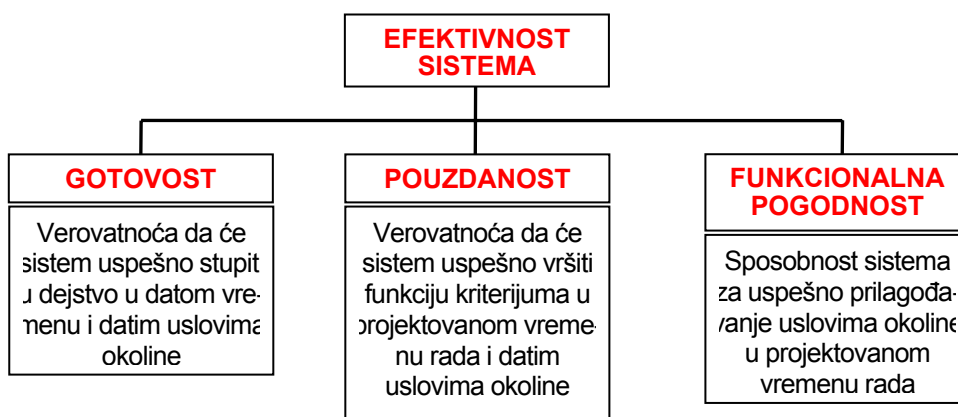 EFEKTIVNOST
SISTEMA
GOTOVOST
Verovatnoća da će
sistem uspešno stupit
u dejstvo u datom vre-
menu i datim uslovima
okoline
POUZDANOST
Verovatnoća da će
sistem uspešno vršiti
funkciju kriterijuma u
projektovanom vreme-
nu rada i datim
uslovima okoline
FUNKCIONALNA
POGODNOST
Sposobnost sistema
za uspešno prilagođa-
vanje uslovima okoline
u projektovanom
vremenu rada